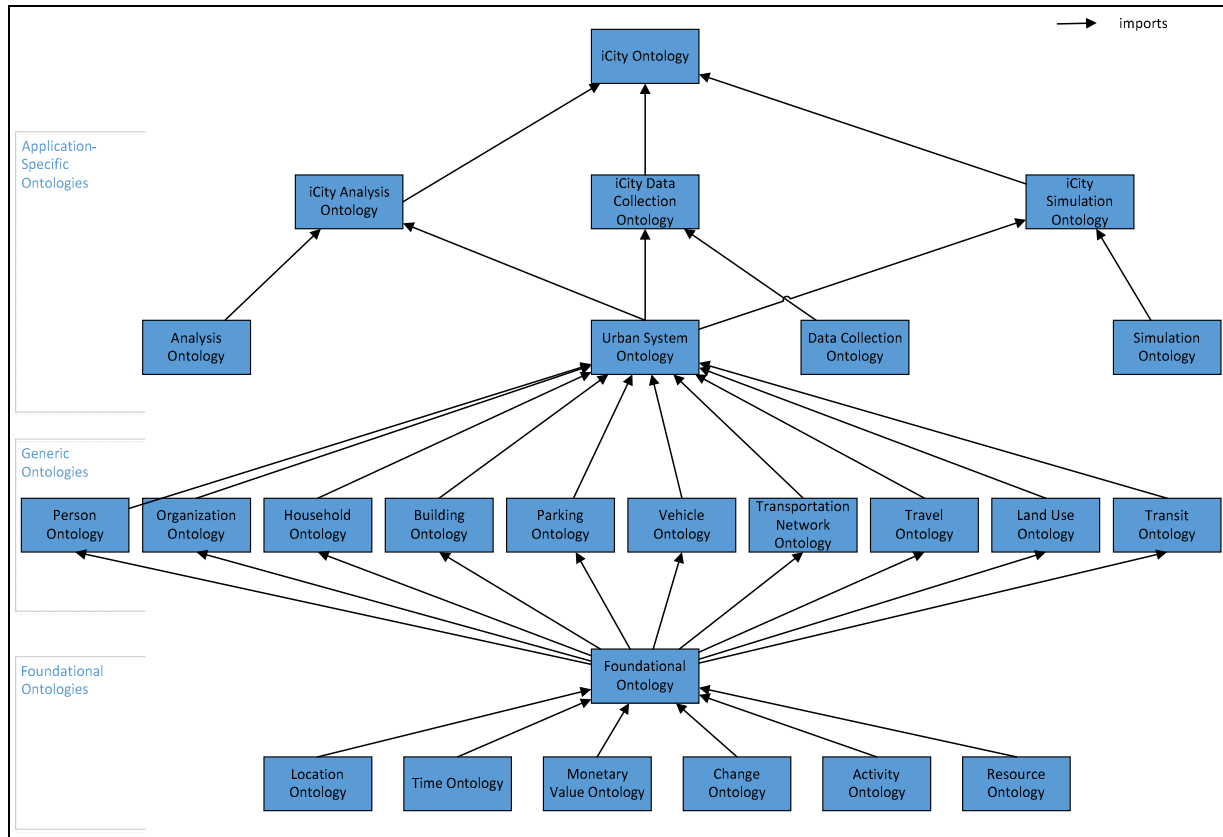 imports
iCity Ontology
Application-
Specific
Ontologies
iCity Analysis
Ontology
iCity Data
Collection
Ontology
iCity
Simulation
Ontology
Analysis
Ontology
Urban System
Ontology
Data Collection
Ontology
Simulation
Ontology
Generic
Ontologies
Person
Ontology
Organization
Ontology
Household
Ontology
Building
Ontology
Parking
Ontology
Vehicle
Ontology
Transportation
Network
Ontology
Travel
Ontology
Land Use
Ontology
Transit
Ontology
Foundational
Ontologies
Foundational
Ontology
Location
Ontology
Time Ontology
Monetary
Value Ontology
Change
Ontology
Activity
Ontology
Resource
Ontology